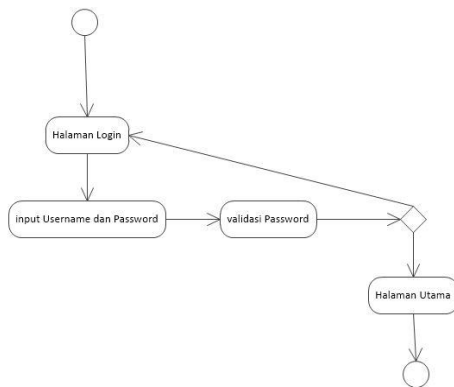 Halaman Login
input Username dan Password
validasi Password
Halaman Utama